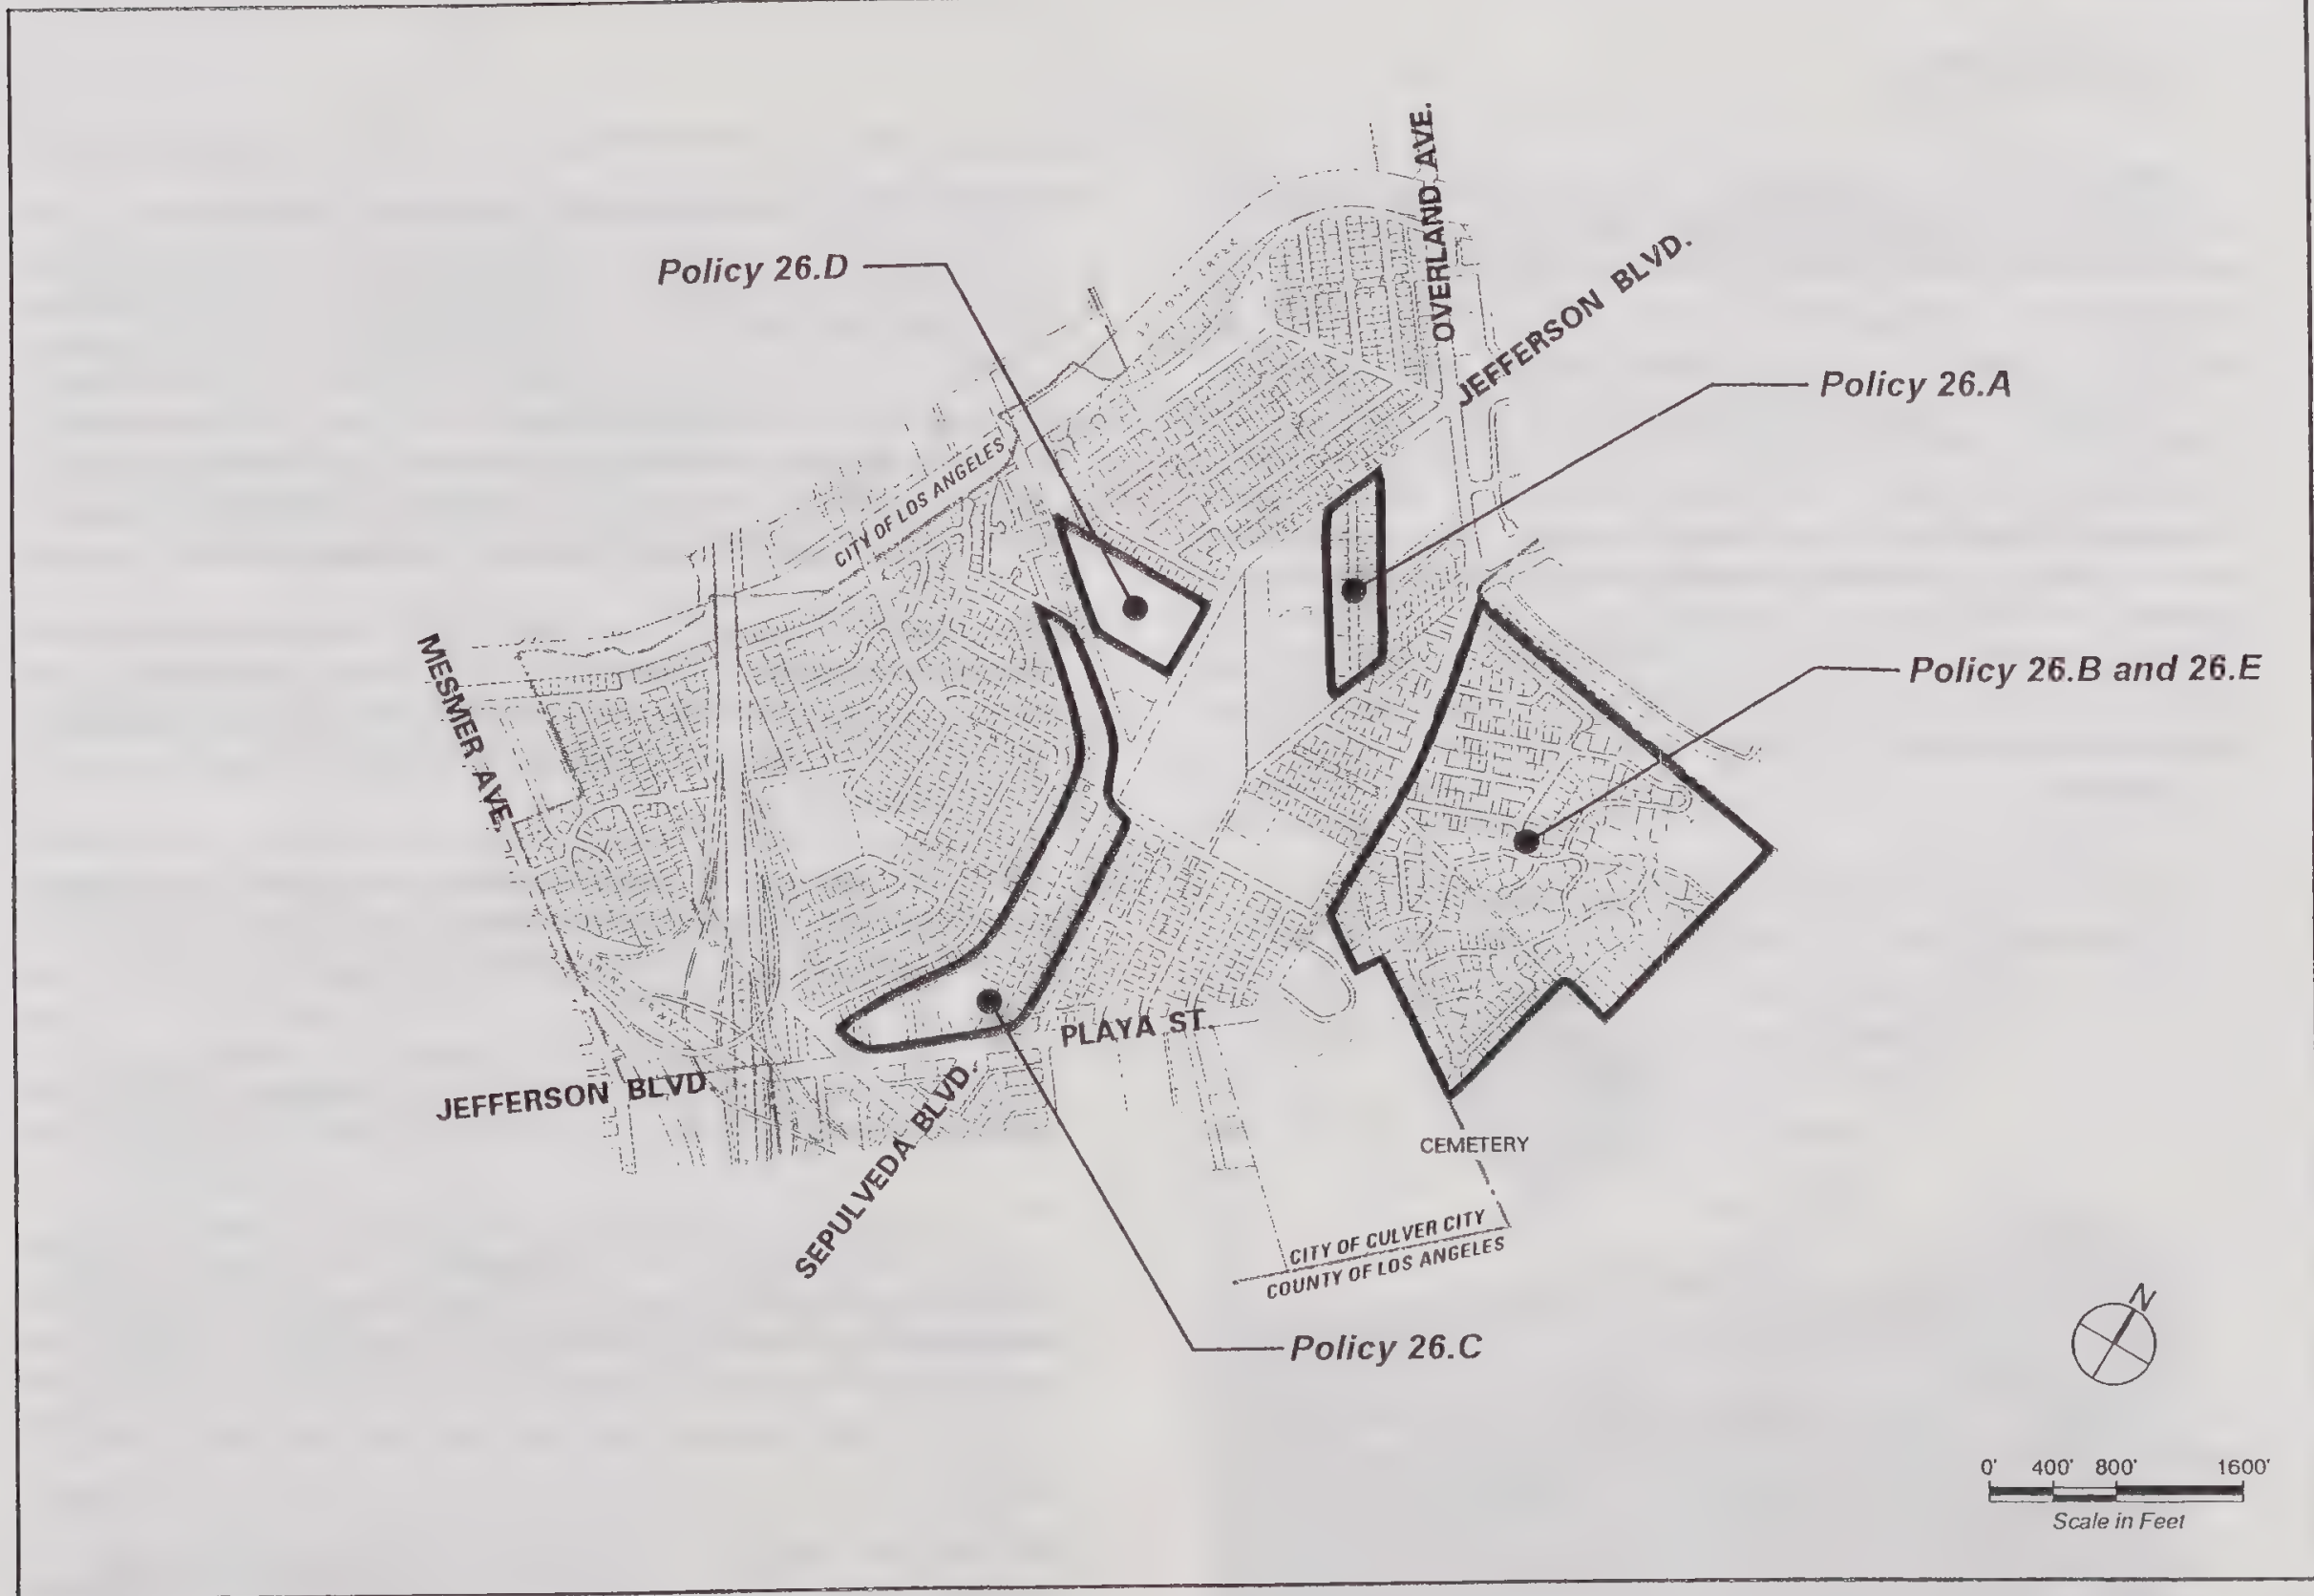 OVERLAND AVE.
JEFFERSON BLVD.
Policy 26.D
Policy 26.A
CITY OF LOS ANGELES
MESMER AVE.
Policy 26.B and 26.E
PLAYA ST.
JEFFERSON BLVD.
SEPULVEDA BLVD.
CEMETERY
CITY OF CULVER CITY
COUNTY OF LOS ANGELES
Policy 26.C
N
0' 400' 800' 1600'
Scale in Feet